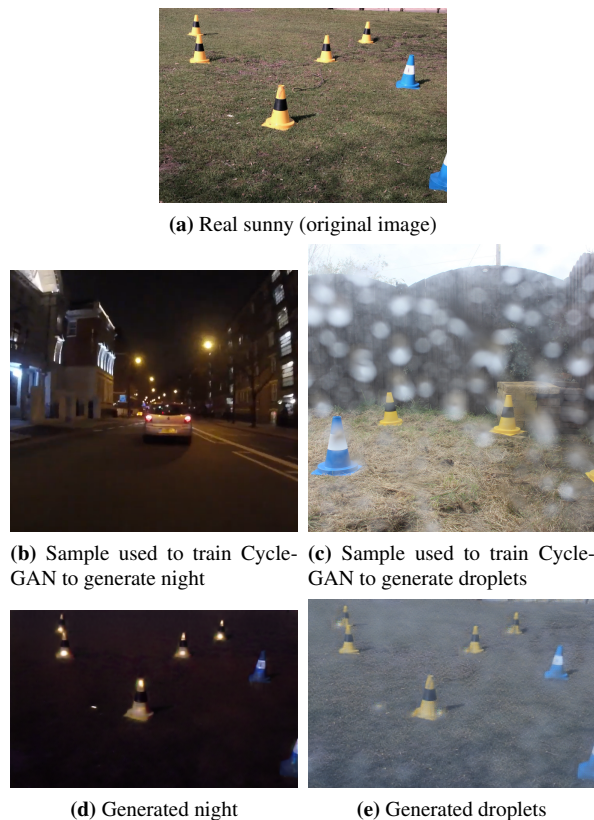 (a) Real sunny (original image)
(b) Sample used to train Cycle-
GAN to generate night
(c) Sample used to train Cycle-
GAN to generate droplets
(d) Generated night
(e) Generated droplets